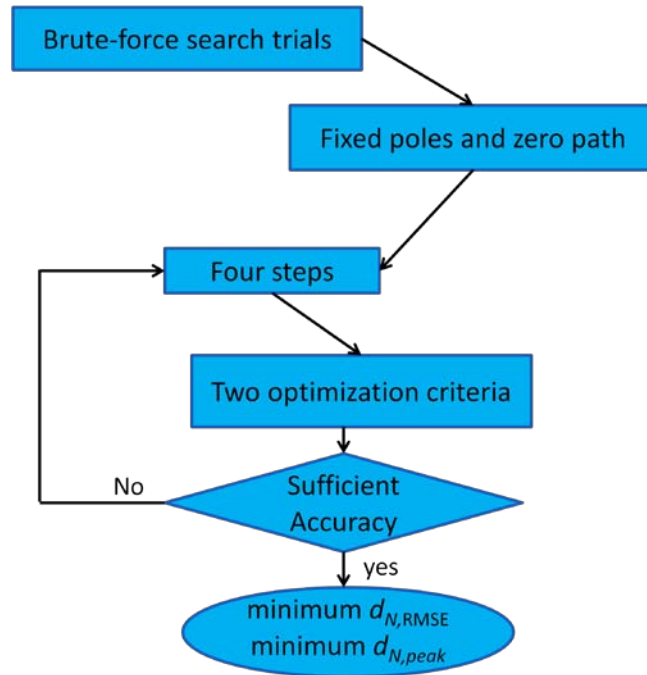 Brute-force search trials
Fixed poles and zero path
Four steps
Two optimization criteria
No
Sufficient
Accuracy
yes
minimum d_{N,RMSE}
minimum d_{N,peak}